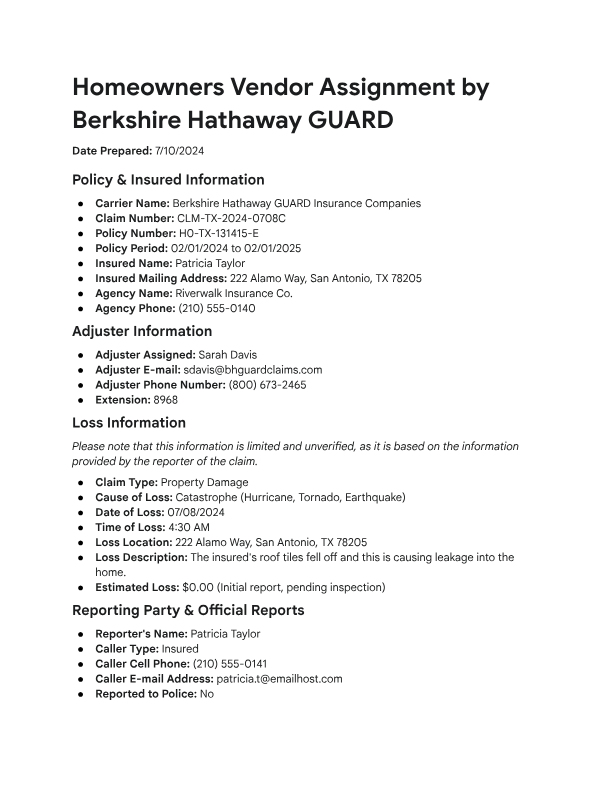 Homeowners Vendor Assignment by
Berkshire Hathaway GUARD
Date Prepared: 7/10/2024
Policy & Insured Information
● Carrier Name: Berkshire Hathaway GUARD Insurance Companies
● Claim Number: CLM-TX-2024-0708C
● Policy Number: HO-TX-131415-E
● Policy Period: 02/01/2024 to 02/01/2025
● Insured Name: Patricia Taylor
● Insured Mailing Address: 222 Alamo Way, San Antonio, TX 78205
● Agency Name: Riverwalk Insurance Co.
● Agency Phone: (210) 555-0140
Adjuster Information
● Adjuster Assigned: Sarah Davis
● Adjuster E-mail: sdavis@bhguardclaims.com
● Adjuster Phone Number: (800) 673-2465
● Extension: 8968
Loss Information
Please note that this information is limited and unverified, as it is based on the information
provided by the reporter of the claim.
● Claim Type: Property Damage
● Cause of Loss: Catastrophe (Hurricane, Tornado, Earthquake)
● Date of Loss: 07/08/2024
● Time of Loss: 4:30 AM
● Loss Location: 222 Alamo Way, San Antonio, TX 78205
● Loss Description: The insured's roof tiles fell off and this is causing leakage into the
home.
● Estimated Loss: $0.00 (Initial report, pending inspection)
Reporting Party & Official Reports
● Reporter's Name: Patricia Taylor
● Caller Type: Insured
● Caller Cell Phone: (210) 555-0141
● Caller E-mail Address: patricia.t@emailhost.com
● Reported to Police: No